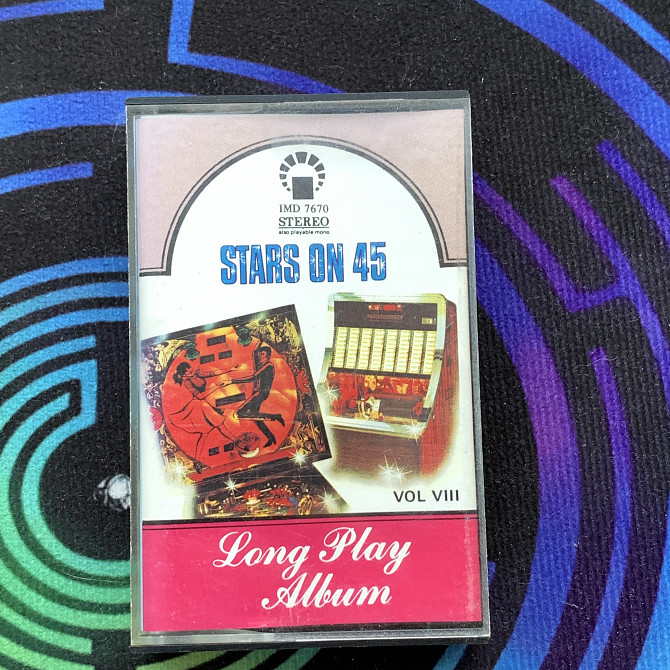 IMD 7670
STEREO
also playable mono
STARS ON 45
VOL VIII
Long Play
Album